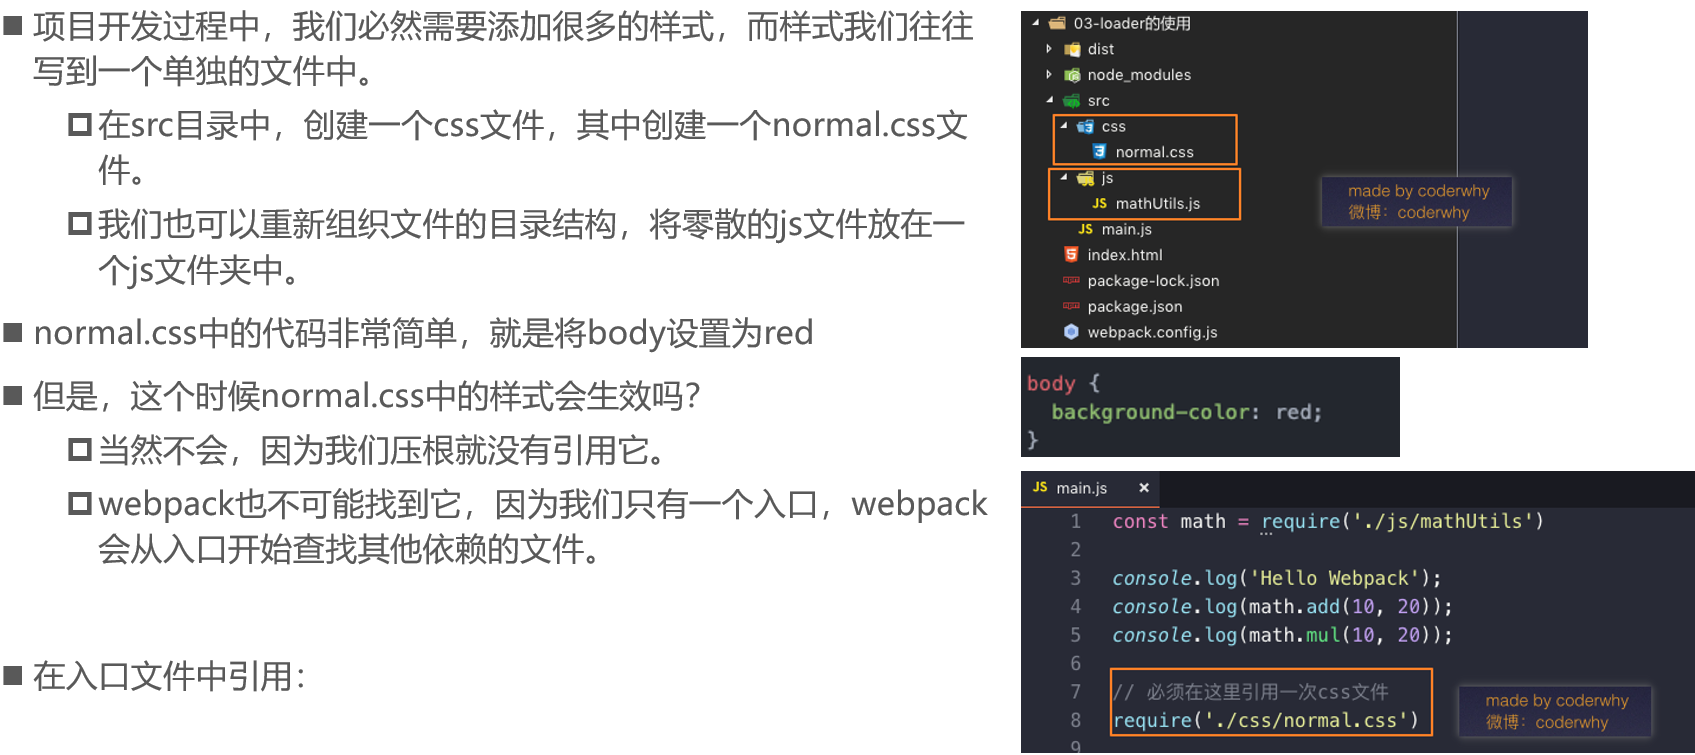 项目开发过程中，我们必然需要添加很多的样式，而样式我们往往
写到一个单独的文件中。
在src目录中，创建一个css文件，其中创建一个normal.css文
件。
我们也可以重新组织文件的目录结构，将零散的js文件放在一
个js文件夹中。
normal.css中的代码非常简单，就是将body设置为red
但是，这个时候normal.css中的样式会生效吗？
当然不会，因为我们压根就没有引用它。
webpack也不可能找到它，因为我们只有一个入口，webpack
会从入口开始查找其他依赖的文件。
在入口文件中引用：
03-loader的使用
dist
node_modules
src
css
normal.css
js
JS mathUtils.js
JS main.js
index.html
package-lock.json
package.json
webpack.config.js
made by coderwhy
微博：coderwhy
body {
background-color: red;
}
JS main.js ×
1 const math = require('./js/mathUtils')
2
3 console.log('Hello Webpack');
4 console.log(math.add(10, 20));
5 console.log(math.mul(10, 20));
6
7 // 必须在这里引用一次css文件
8 require('./css/normal.css')
9
made by coderwhy
微博：coderwhy